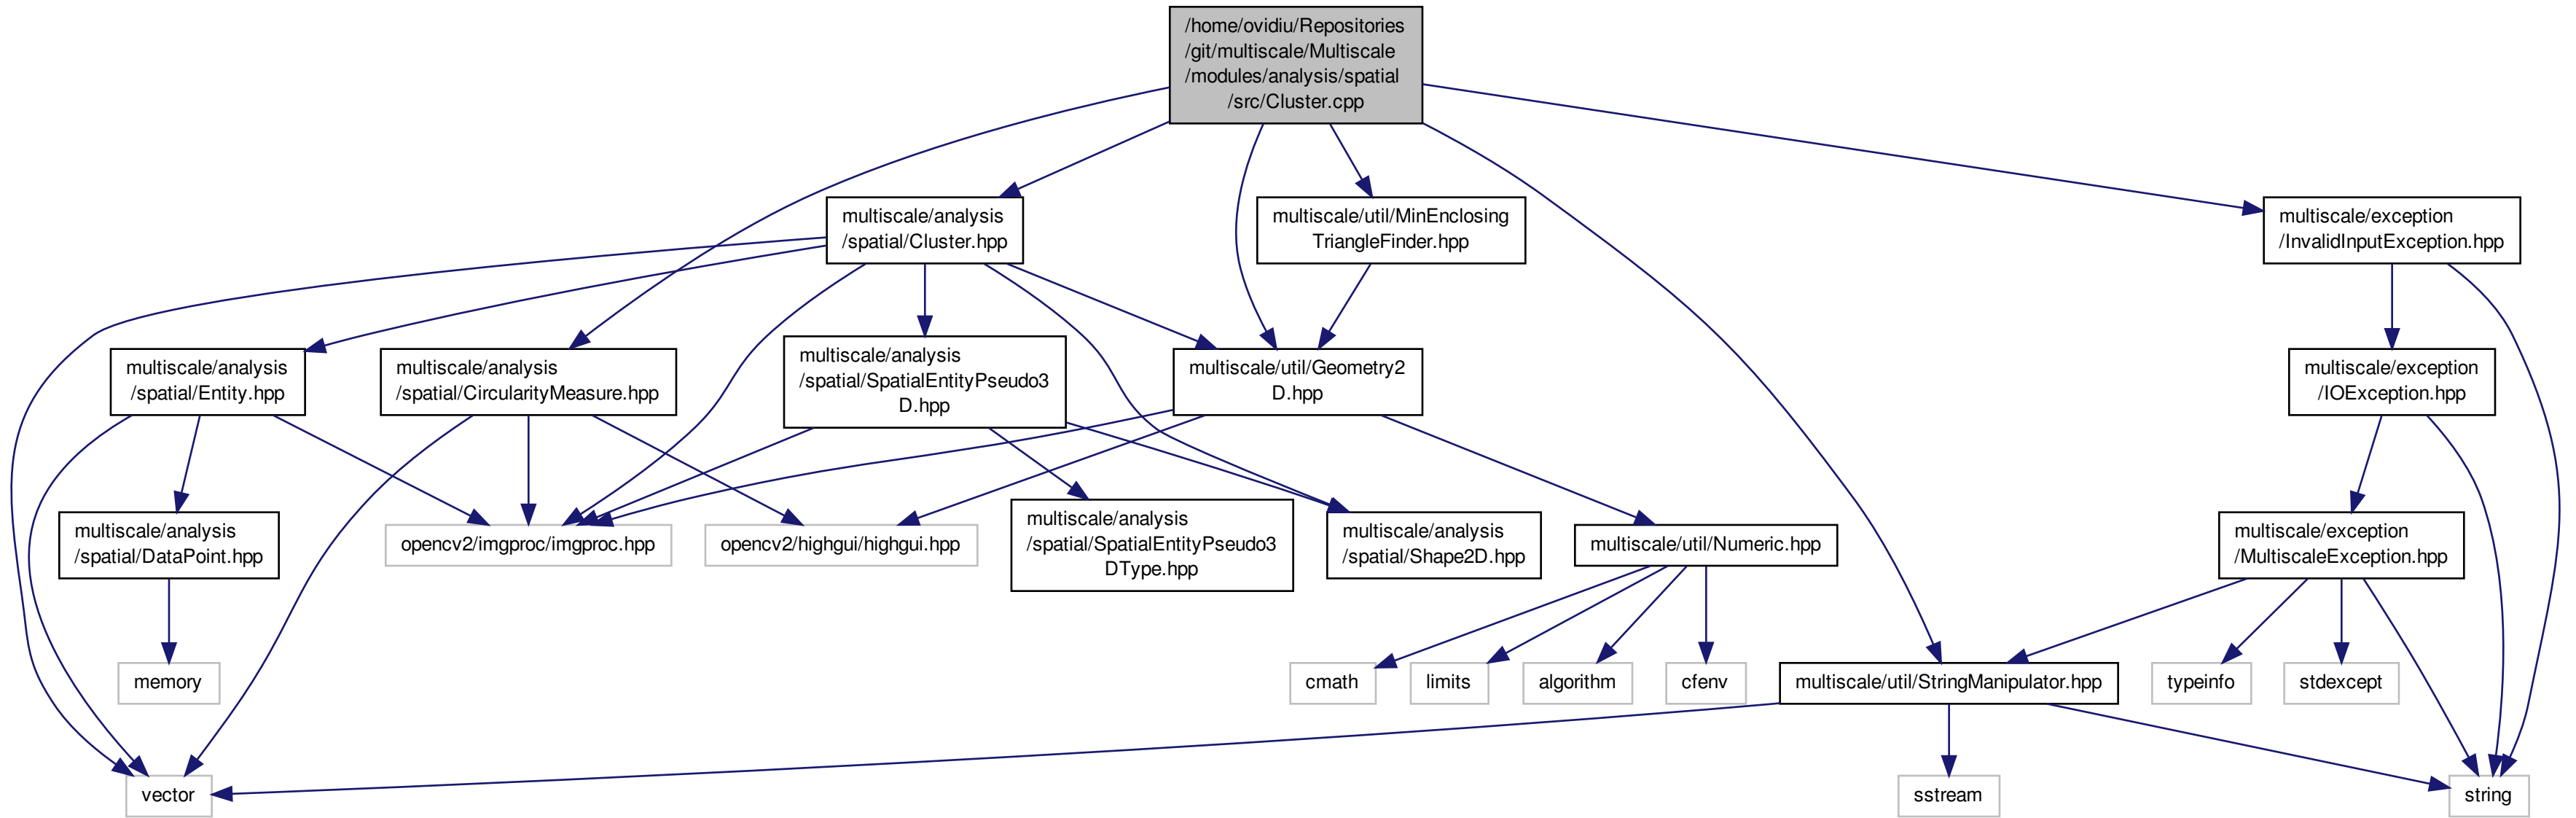 /home/ovidiu/Repositories
/git/multiscale/Multiscale
/modules/analysis/spatial
/src/Cluster.cpp
multiscale/analysis
/spatial/Cluster.hpp
multiscale/util/MinEnclosing
TriangleFinder.hpp
multiscale/exception
/InvalidInputException.hpp
multiscale/analysis
/spatial/Entity.hpp
multiscale/analysis
/spatial/CircularityMeasure.hpp
multiscale/analysis
/spatial/SpatialEntityPseudo3
D.hpp
multiscale/util/Geometry2
D.hpp
multiscale/exception
/IOException.hpp
multiscale/analysis
/spatial/DataPoint.hpp
opencv2/imgproc/imgproc.hpp
opencv2/highgui/highgui.hpp
multiscale/analysis
/spatial/SpatialEntityPseudo3
DType.hpp
multiscale/analysis
/spatial/Shape2D.hpp
multiscale/util/Numeric.hpp
multiscale/exception
/MultiscaleException.hpp
memory
cmath
limits
algorithm
cfenv
multiscale/util/StringManipulator.hpp
typeinfo
stdexcept
vector
sstream
string